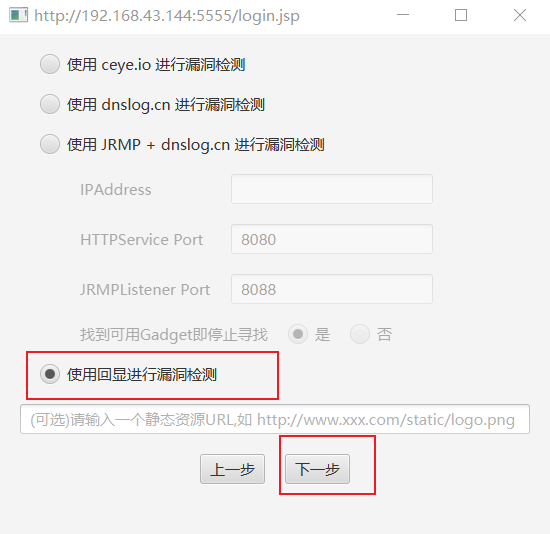 http://192.168.43.144:5555/login.jsp
使用 ceye.io 进行漏洞检测
使用 dnslog.cn 进行漏洞检测
使用 JRMP + dnslog.cn 进行漏洞检测
IPAddress
HTTPService Port 8080
JRMPListener Port 8088
找到可用Gadget即停止寻找 是 否
使用回显进行漏洞检测
(可选)请输入一个静态资源URL,如 http://www.xxx.com/static/logo.png
上一步 下一步